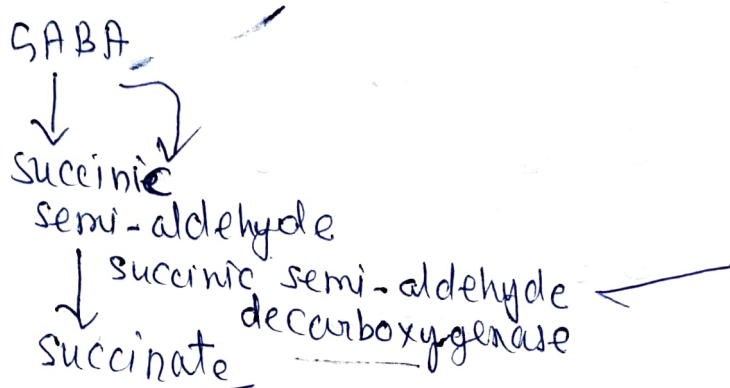 GABA
succinic
semi-aldehyde
succinic semi-aldehyde
decarboxygenase
succinate